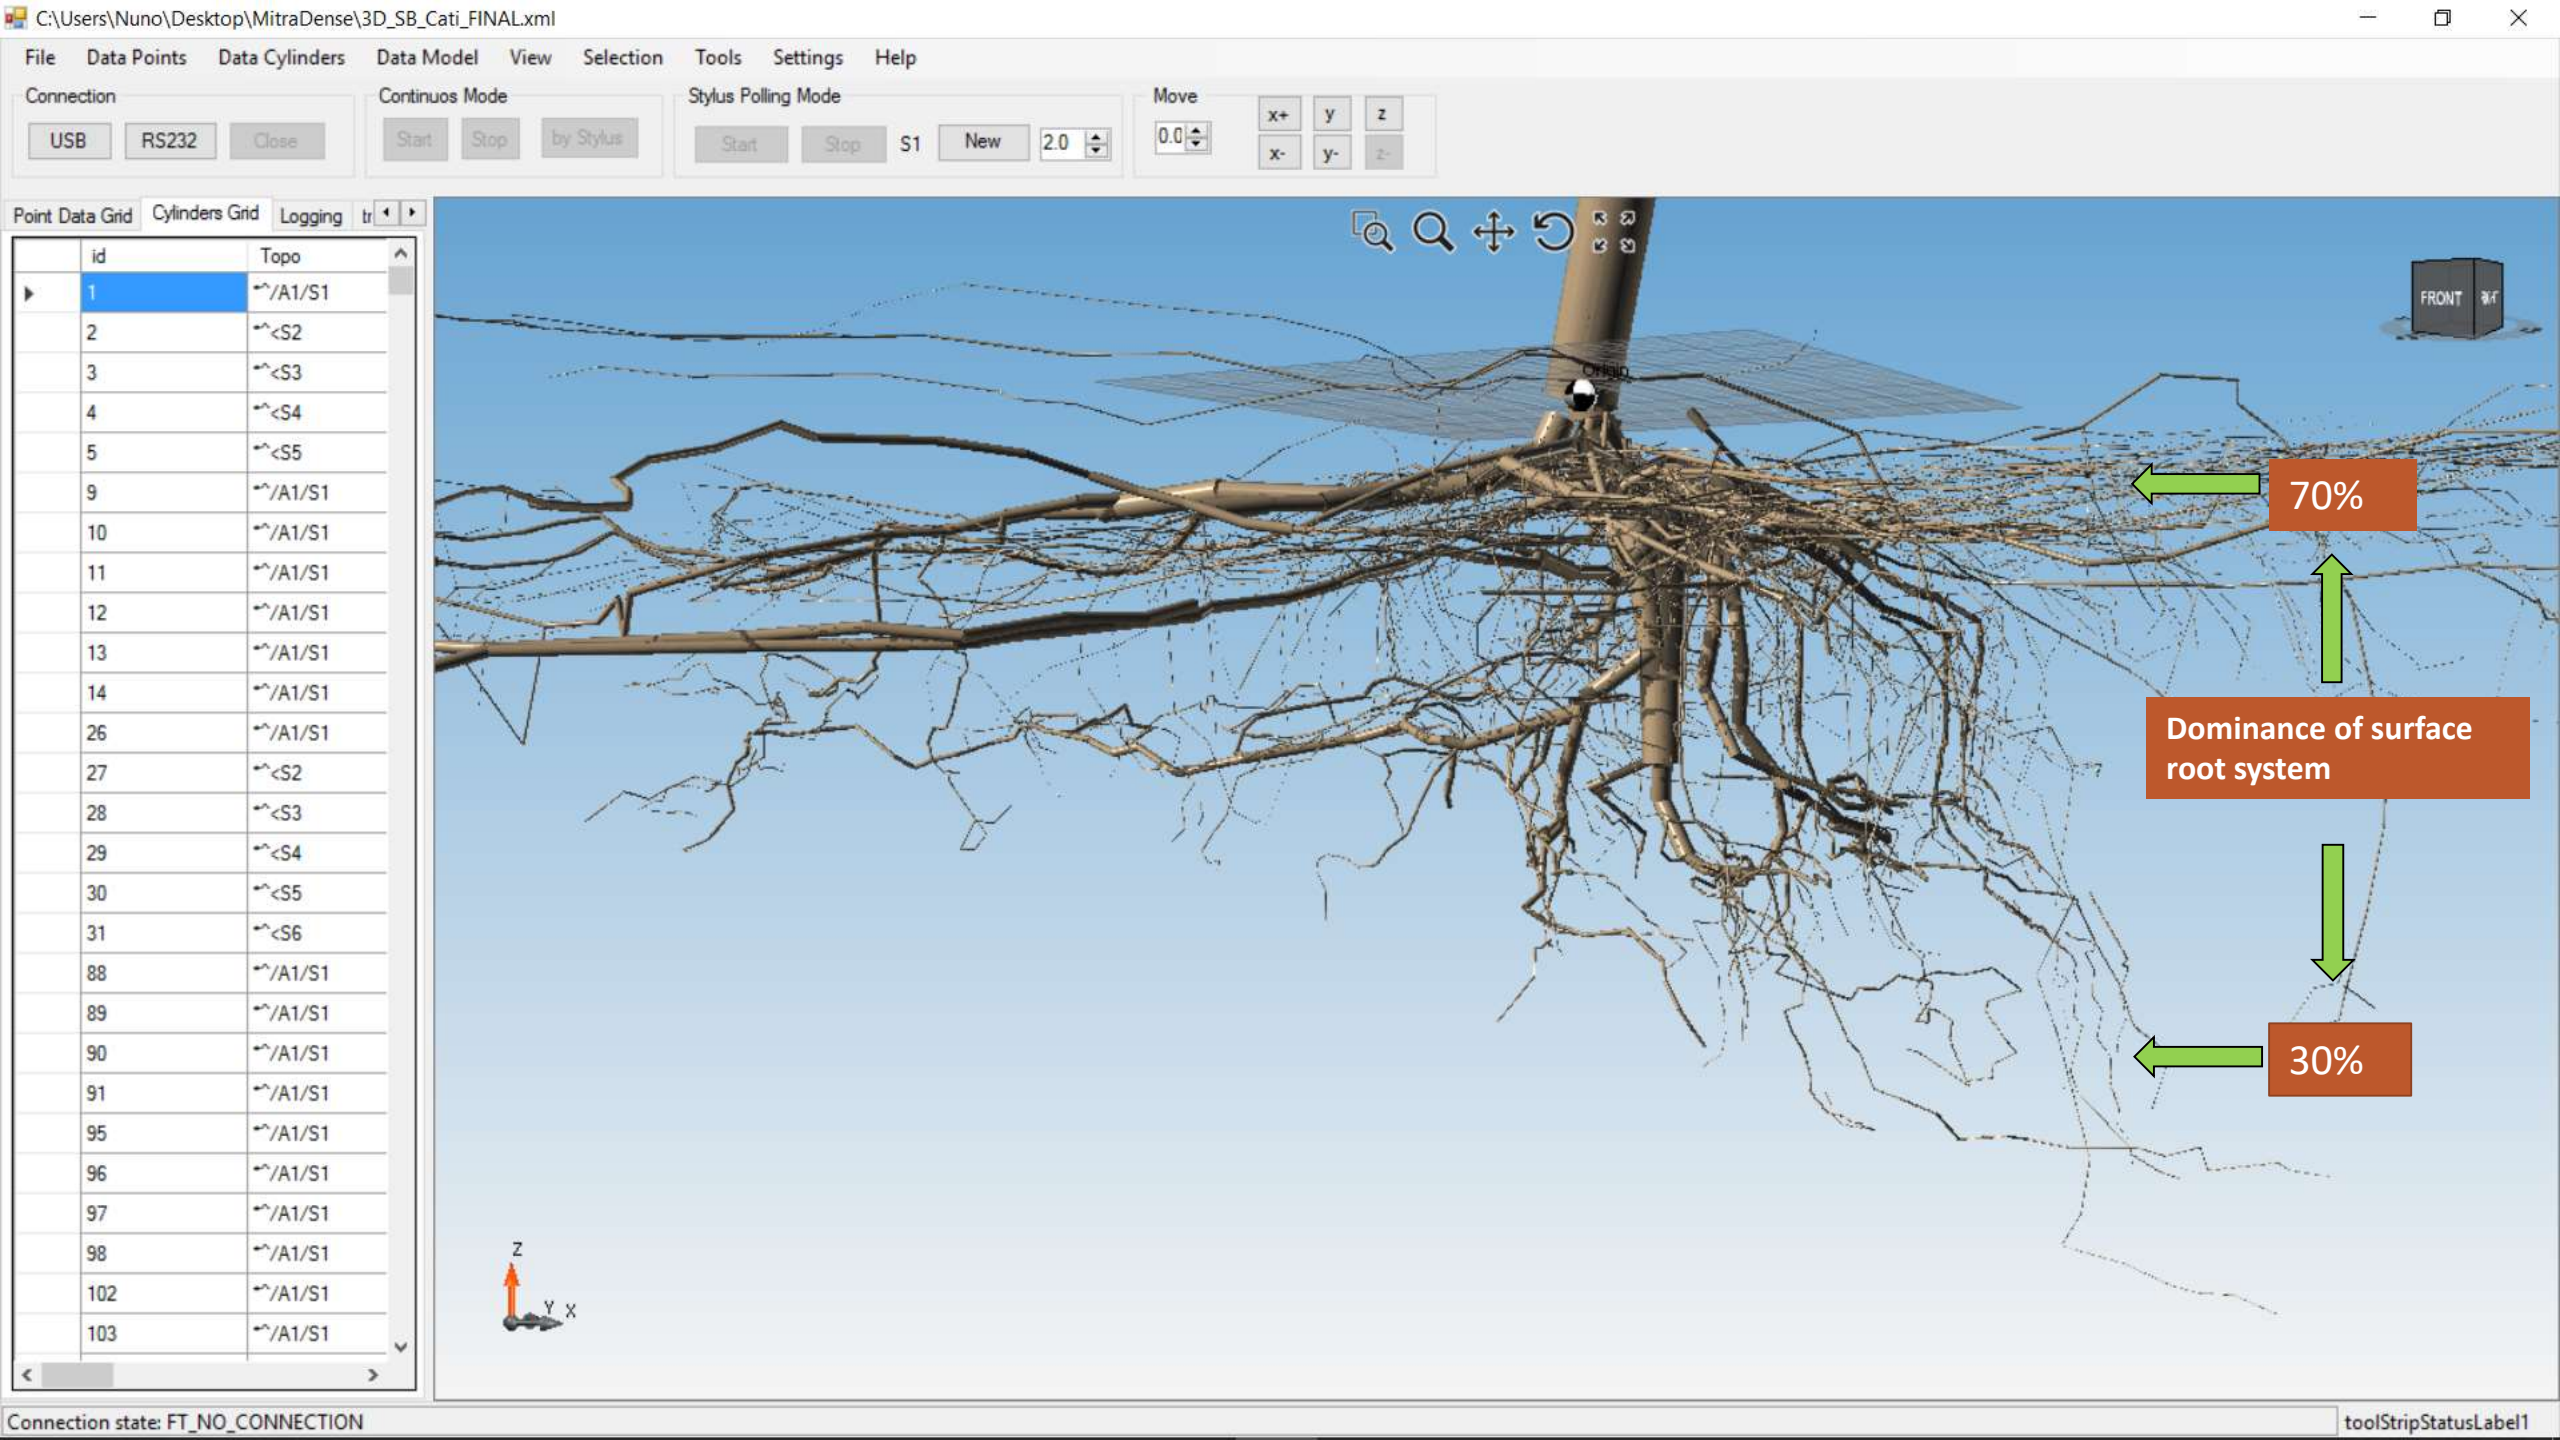 C:\Users\Nuno\Desktop\MitraDense\3D_SB_Cati_FINAL.xml
File Data Points Data Cylinders Data Model View Selection Tools Settings Help
Connection Continuos Mode Stylus Polling Mode Move
USB RS232 Close Start Stop by Stylus Start Stop S1 New 2.0 0.0 x+ y z
x- y- z-
Point Data Grid Cylinders Grid Logging tr
id Topo
1 /A1/S1
2 <S2
3 <S3
4 <S4
5 <S5
9 /A1/S1
10 /A1/S1
11 /A1/S1
12 /A1/S1
13 /A1/S1
14 /A1/S1
26 /A1/S1
27 <S2
28 <S3
29 <S4
30 <S5
31 <S6
88 /A1/S1
89 /A1/S1
90 /A1/S1
91 /A1/S1
95 /A1/S1
96 /A1/S1
97 /A1/S1
98 /A1/S1
102 /A1/S1
103 /A1/S1
FRONT
Origin
70%
Dominance of surface
root system
30%
Z
Y X
Connection state: FT_NO_CONNECTION toolStripStatusLabel1